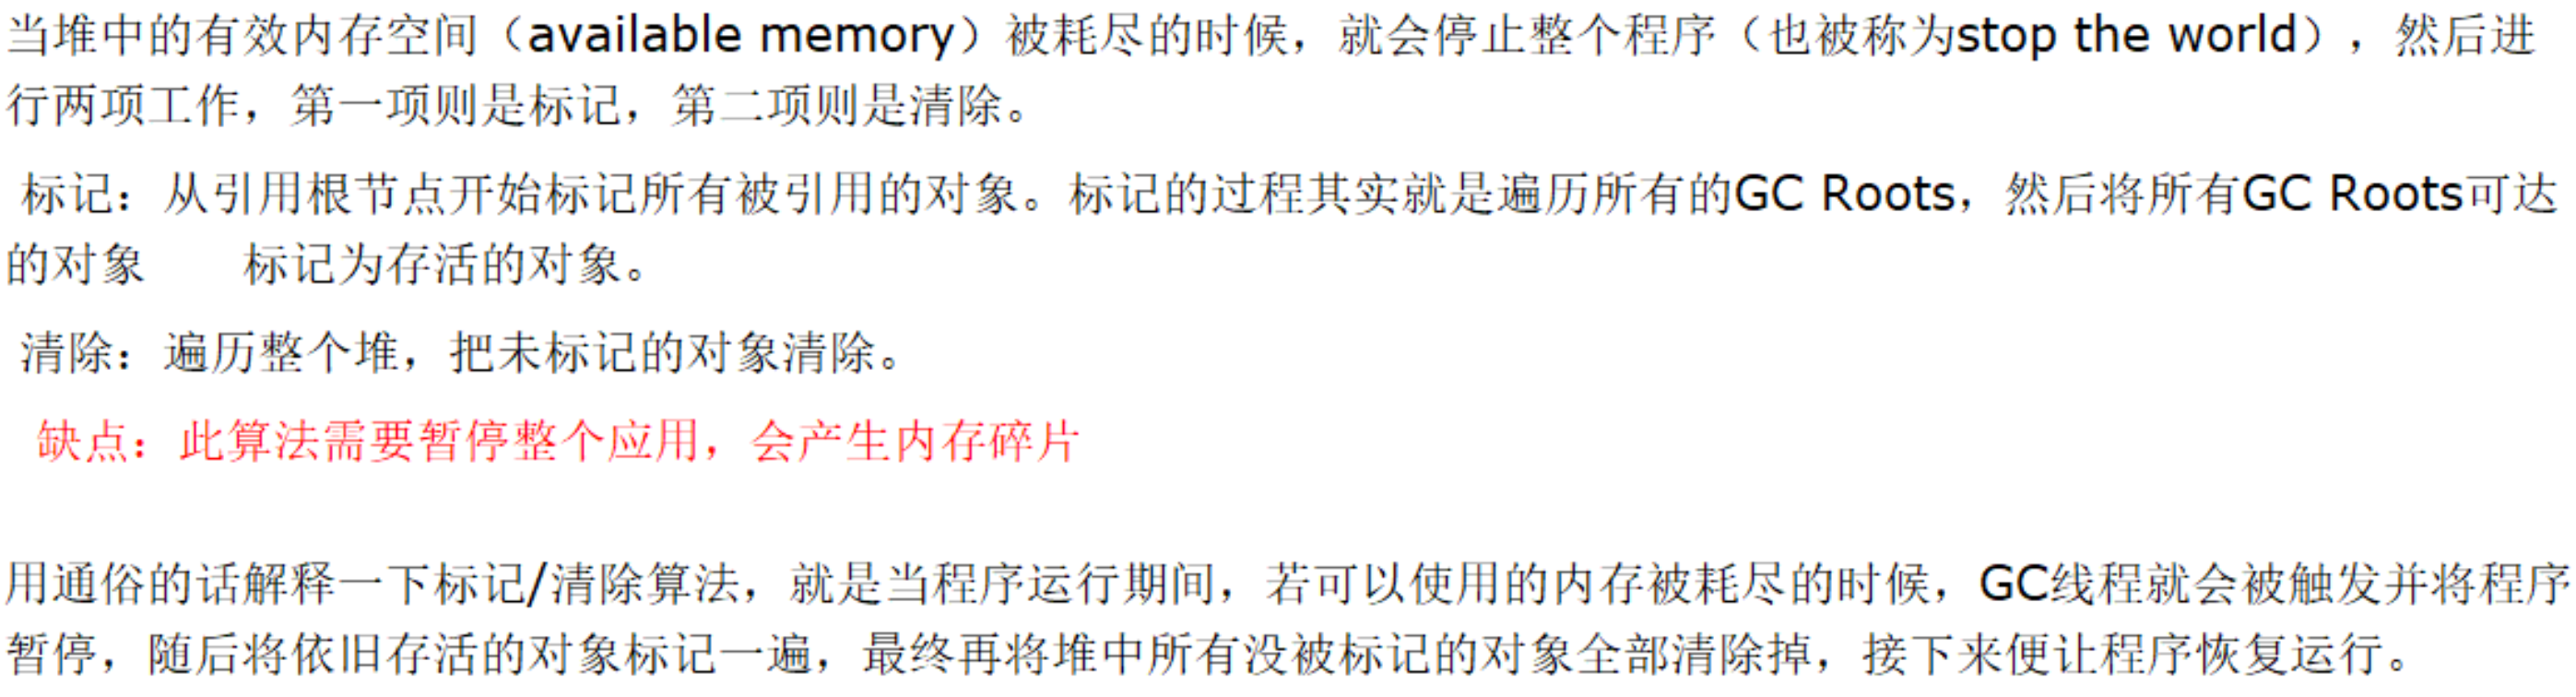 当堆中的有效内存空间（available memory）被耗尽的时候，就会停止整个程序（也被称为stop the world），然后进
行两项工作，第一项则是标记，第二项则是清除。
标记：从引用根节点开始标记所有被引用的对象。标记的过程其实就是遍历所有的GC Roots，然后将所有GC Roots可达
的对象　　标记为存活的对象。
清除：遍历整个堆，把未标记的对象清除。
缺点：此算法需要暂停整个应用，会产生内存碎片
用通俗的话解释一下标记/清除算法，就是当程序运行期间，若可以使用的内存被耗尽的时候，GC线程就会被触发并将程序
暂停，随后将依旧存活的对象标记一遍，最终再将堆中所有没被标记的对象全部清除掉，接下来便让程序恢复运行。